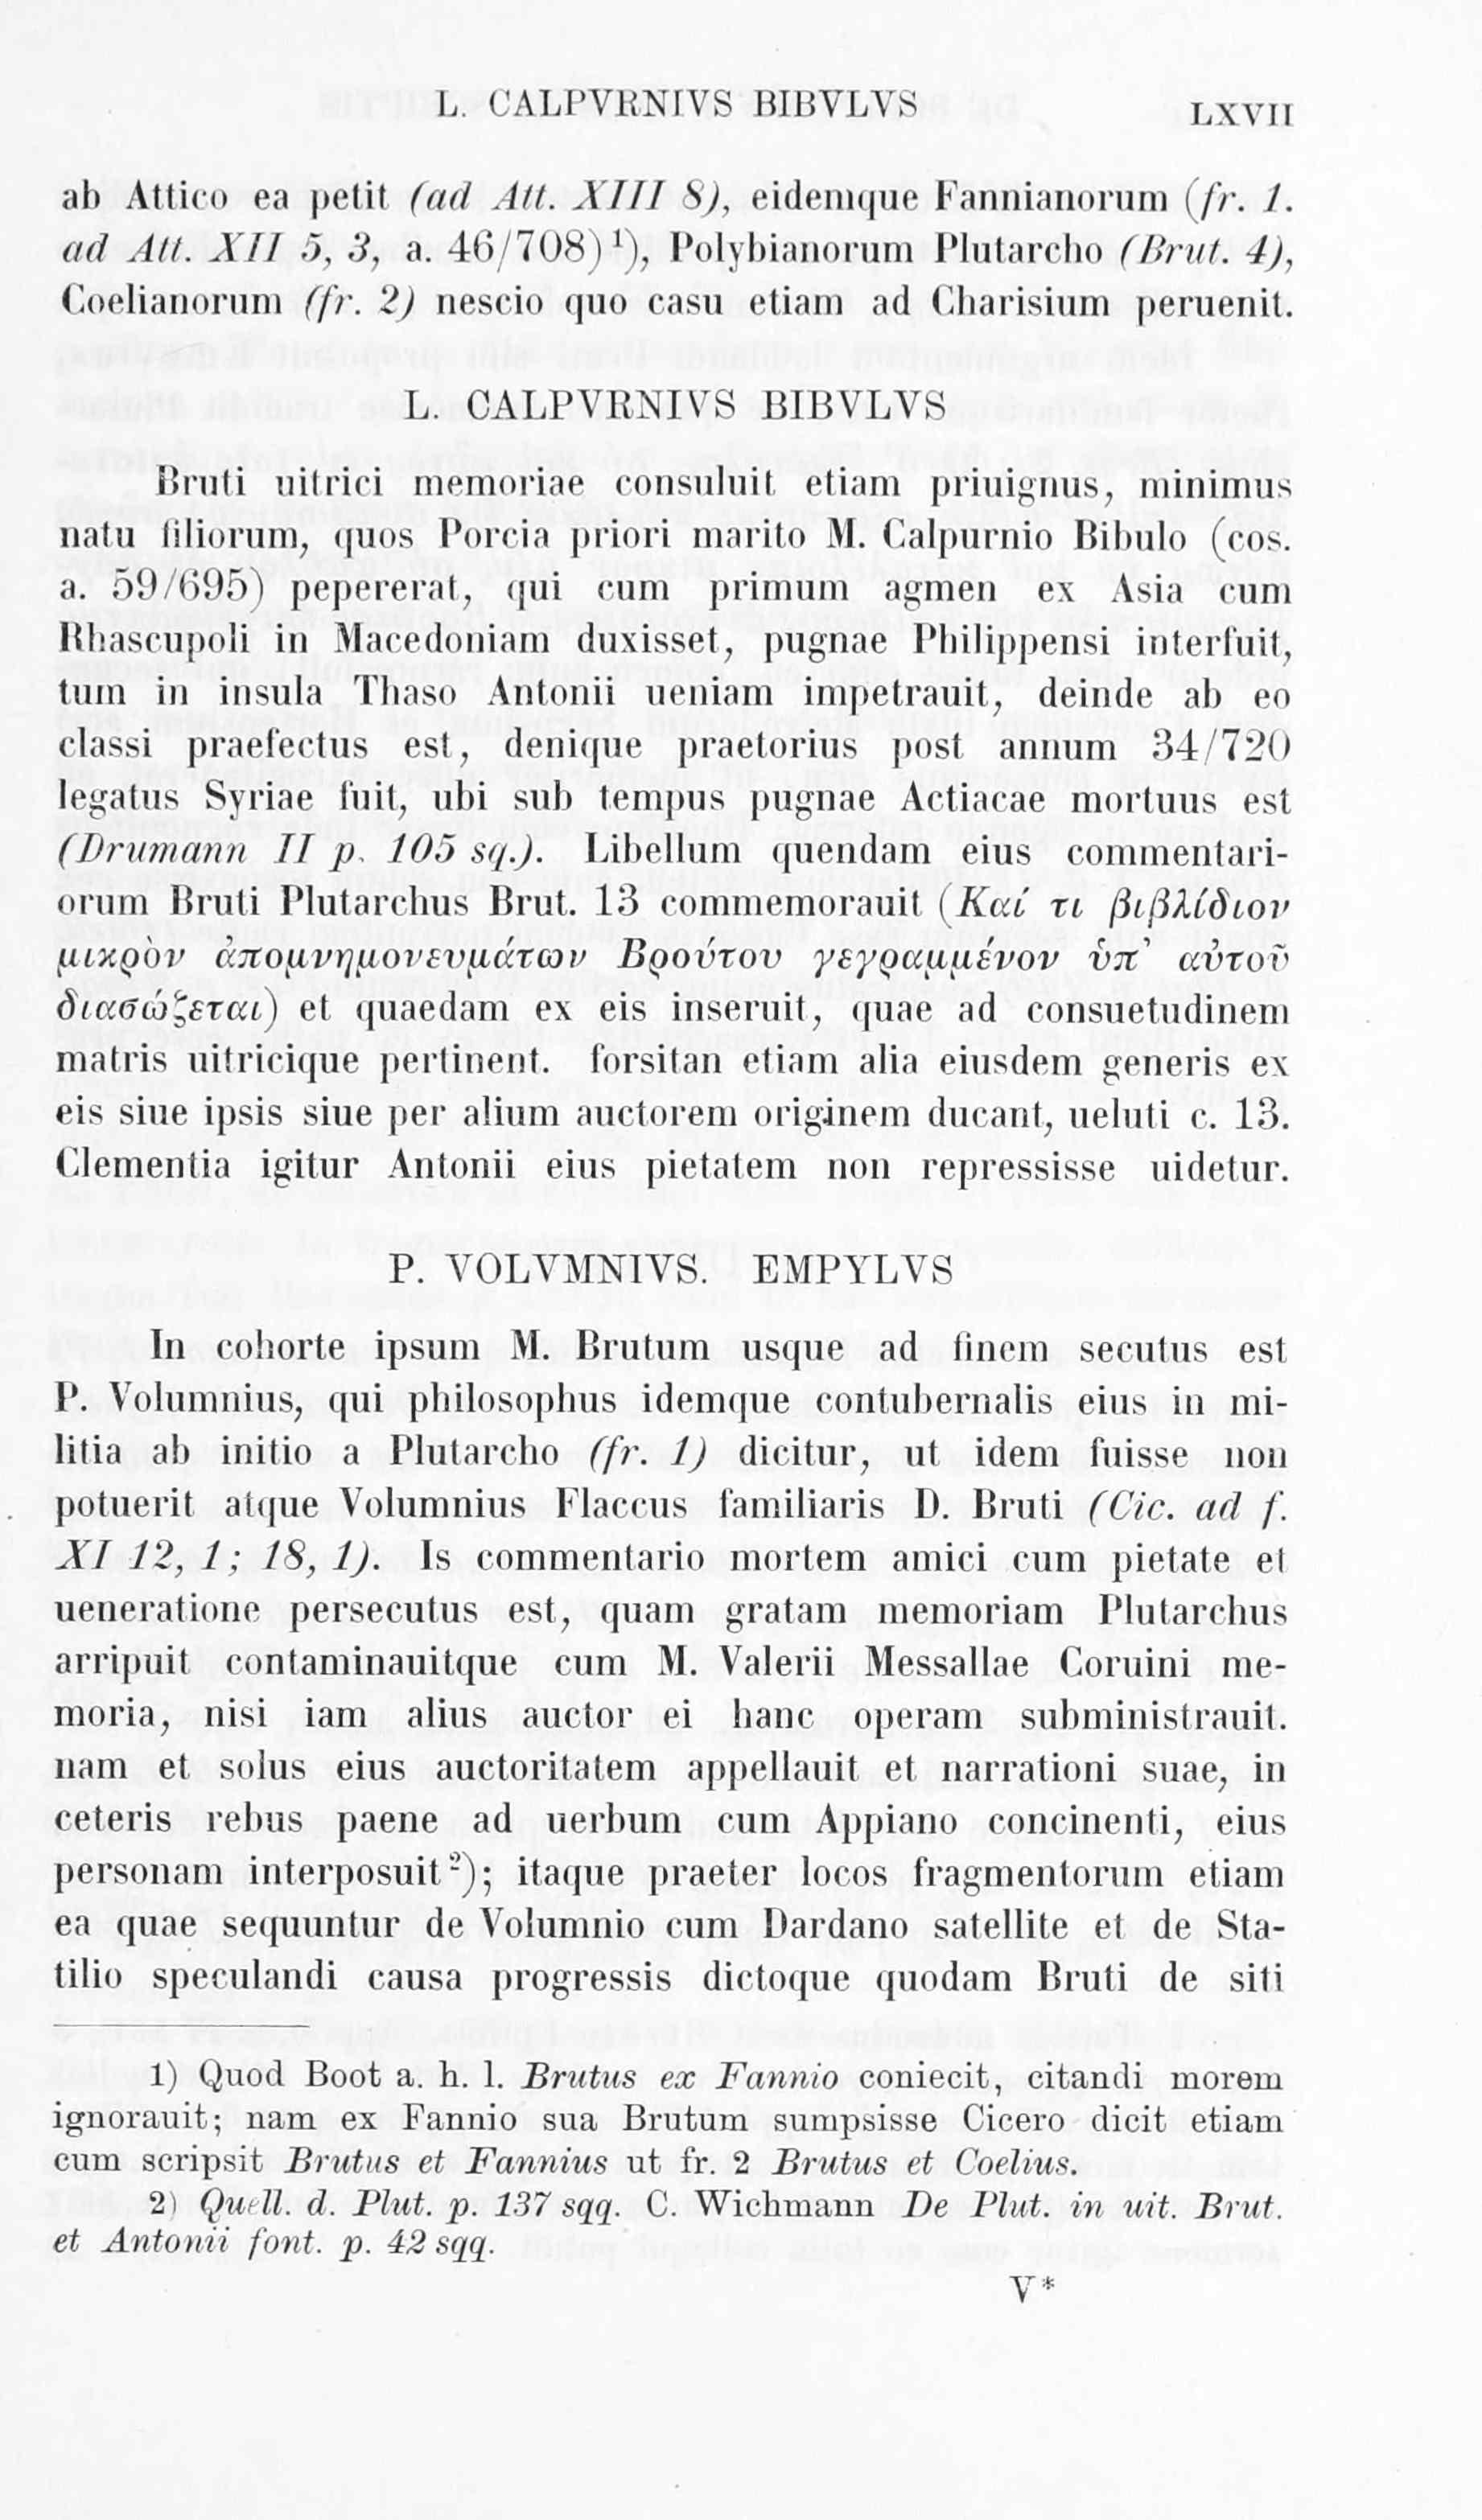 L. CALPVRNIVS BIBVLVS LXVII
ab Attico ea petit (ad Att. XIII 8), eidemque Fannianorum (fr. 1.
ad Att. XII 5, 3, a. 46/708)¹), Polybianorum Plutarcho (Brut. 4),
Coelianorum (fr. 2) nescio quo casu etiam ad Charisium peruenit.
L. CALPVRNIVS BIBVLVS
Bruti uitrici memoriae consuluit etiam priuignus, minimus
natu filiorum, quos Porcia priori marito M. Calpurnio Bibulo (cos.
a. 59/695) pepererat, qui cum primum agmen ex Asia cum
Rhascupoli in Macedoniam duxisset, pugnae Philippensi interfuit,
tum in insula Thaso Antonii ueniam impetrauit, deinde ab eo
classi praefectus est, denique praetorius post annum 34/720
legatus Syriae fuit, ubi sub tempus pugnae Actiacae mortuus est
(Drumann II p. 105 sq.). Libellum quendam eius commentari-
orum Bruti Plutarchus Brut. 13 commemorauit (Καί τι βιβλίδιον
μικρὸν ἀπομνημονευμάτων Βρούτου γεγραμμένον ὑπ' αὐτοῦ
διασώζεται) et quaedam ex eis inseruit, quae ad consuetudinem
matris uitricique pertinent. forsitan etiam alia eiusdem generis ex
eis siue ipsis siue per alium auctorem originem ducant, ueluti c. 13.
Clementia igitur Antonii eius pietatem non repressisse uidetur.
P. VOLVMNIVS. EMPYLVS
In cohorte ipsum M. Brutum usque ad finem secutus est
P. Volumnius, qui philosophus idemque contubernalis eius in mi-
litia ab initio a Plutarcho (fr. 1) dicitur, ut idem fuisse non
potuerit atque Volumnius Flaccus familiaris D. Bruti (Cic. ad f.
XI 12, 1; 18, 1). Is commentario mortem amici cum pietate et
ueneratione persecutus est, quam gratam memoriam Plutarchus
arripuit contaminauitque cum M. Valerii Messallae Coruini me-
moria, nisi iam alius auctor ei hanc operam subministrauit.
nam et solus eius auctoritatem appellauit et narrationi suae, in
ceteris rebus paene ad uerbum cum Appiano concinenti, eius
personam interposuit²); itaque praeter locos fragmentorum etiam
ea quae sequuntur de Volumnio cum Dardano satellite et de Sta-
tilio speculandi causa progressis dictoque quodam Bruti de siti
1) Quod Boot a. h. l. Brutus ex Fannio coniecit, citandi morem
ignorauit; nam ex Fannio sua Brutum sumpsisse Cicero dicit etiam
cum scripsit Brutus et Fannius ut fr. 2 Brutus et Coelius.
2) Quell. d. Plut. p. 137 sqq. C. Wichmann De Plut. in uit. Brut.
et Antonii font. p. 42 sqq.
V*